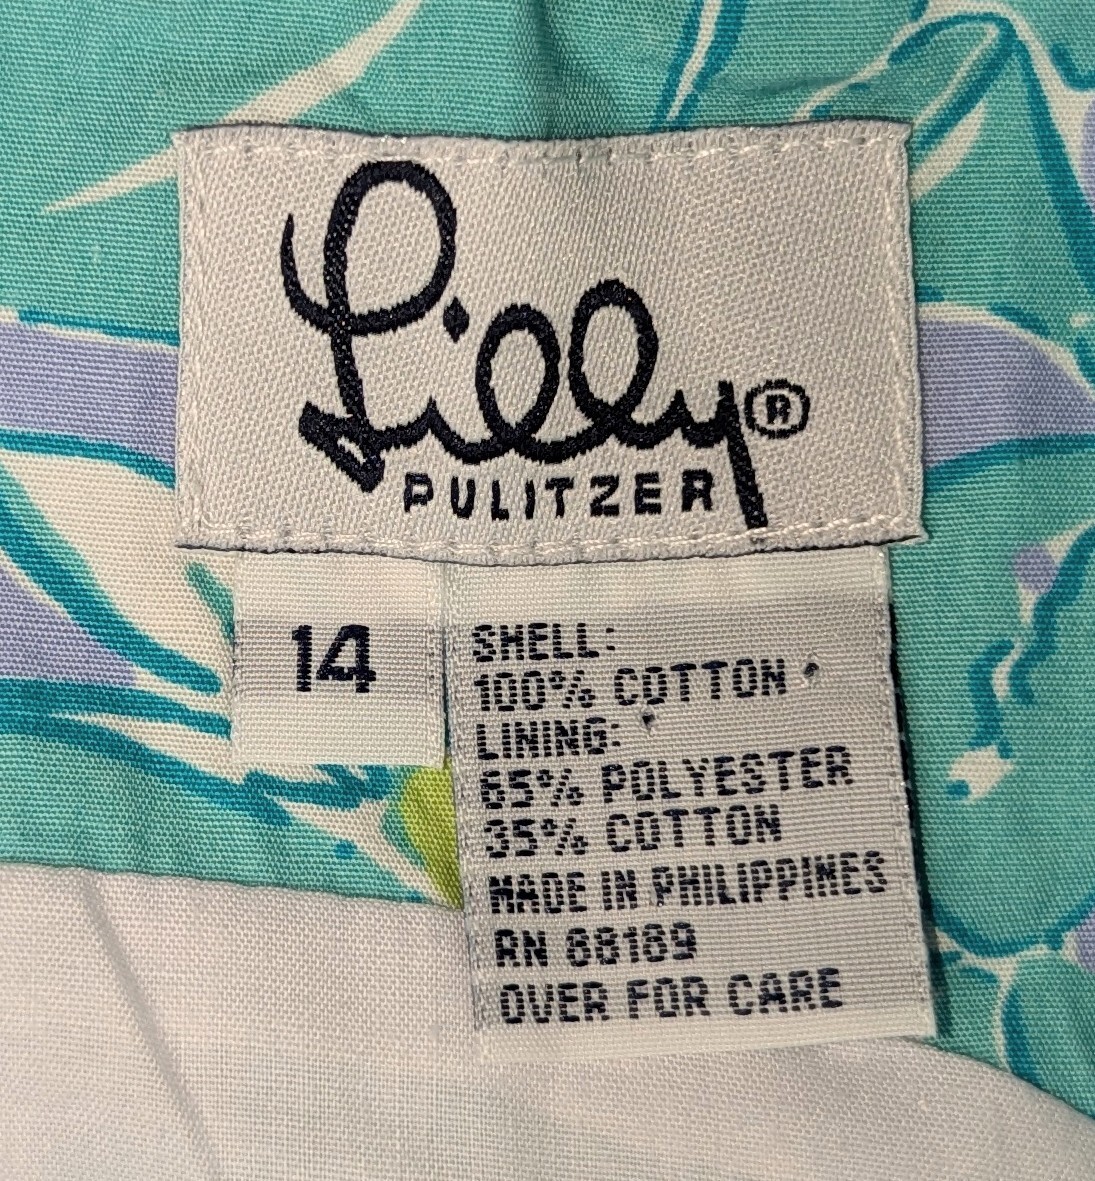 Lilly®
PULITZER
14
SHELL:
100% COTTON
LINING:
65% POLYESTER
35% COTTON
MADE IN PHILIPPINES
RN 68189
OVER FOR CARE